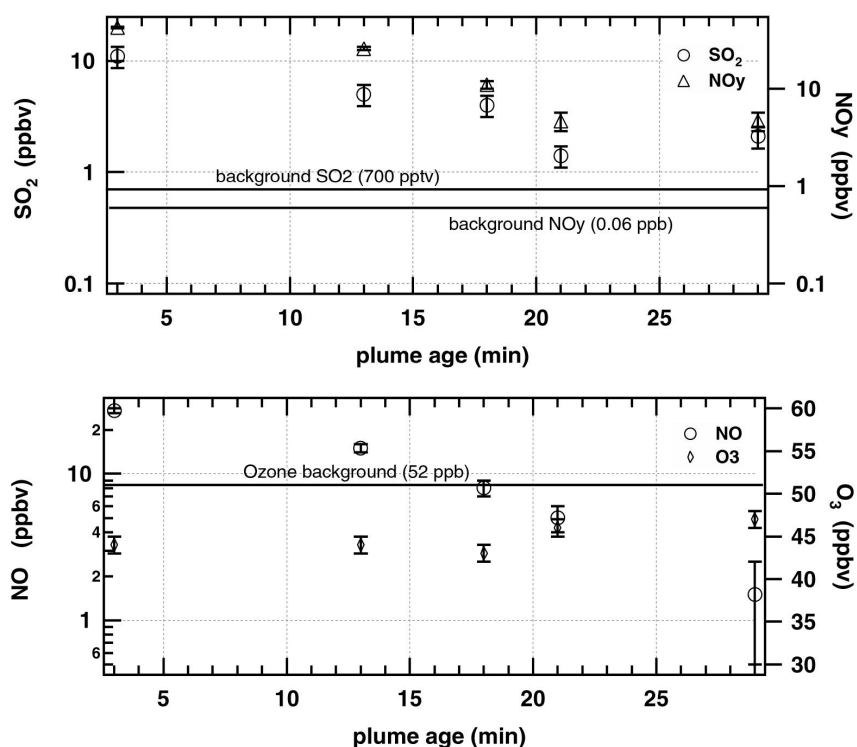 SO2 (ppbv)
10
1
0.1
SO2
NOy
background SO2 (700 pptv)
background NOy (0.06 ppb)
10
1
0.1
NOy (ppbv)
5 10 15 20 25
plume age (min)
NO (ppbv)
2
10
6
4
2
1
6
NO
O3
Ozone background (52 ppb)
60
55
50
45
40
35
30
O3 (ppbv)
5 10 15 20 25
plume age (min)